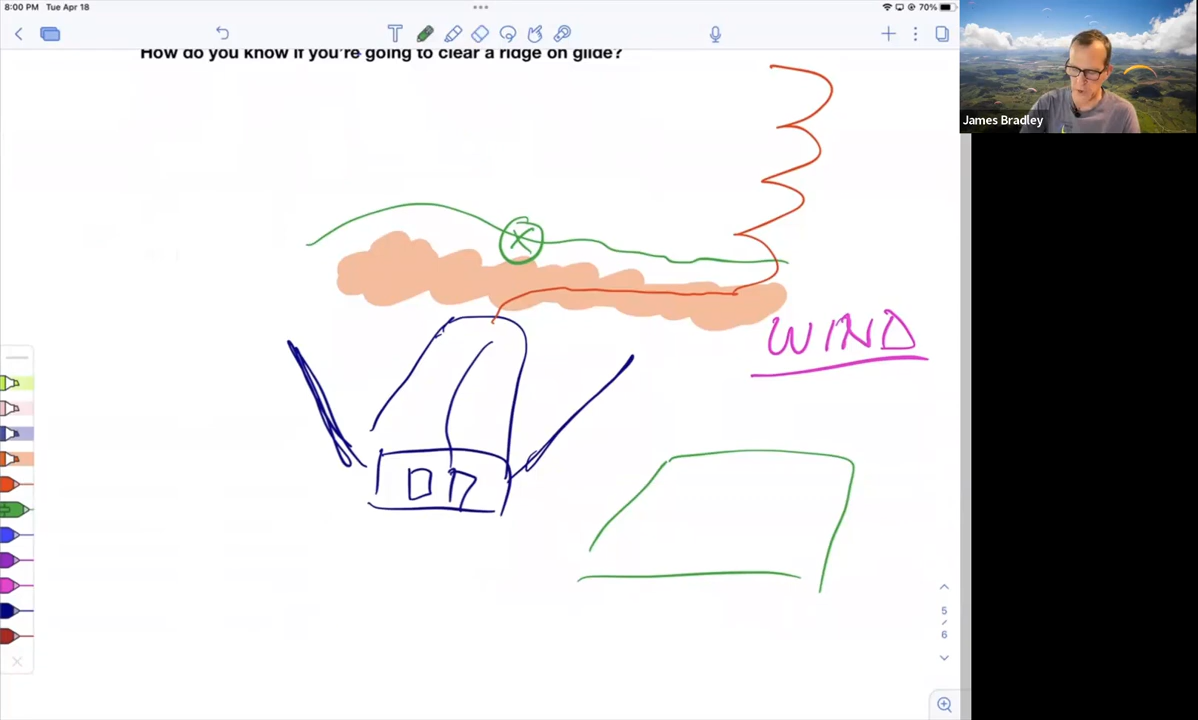 8:00 PM Tue Apr 18
70%
How do you know if you're going to clear a ridge on glide?
James Bradley
WIND
5
/
6